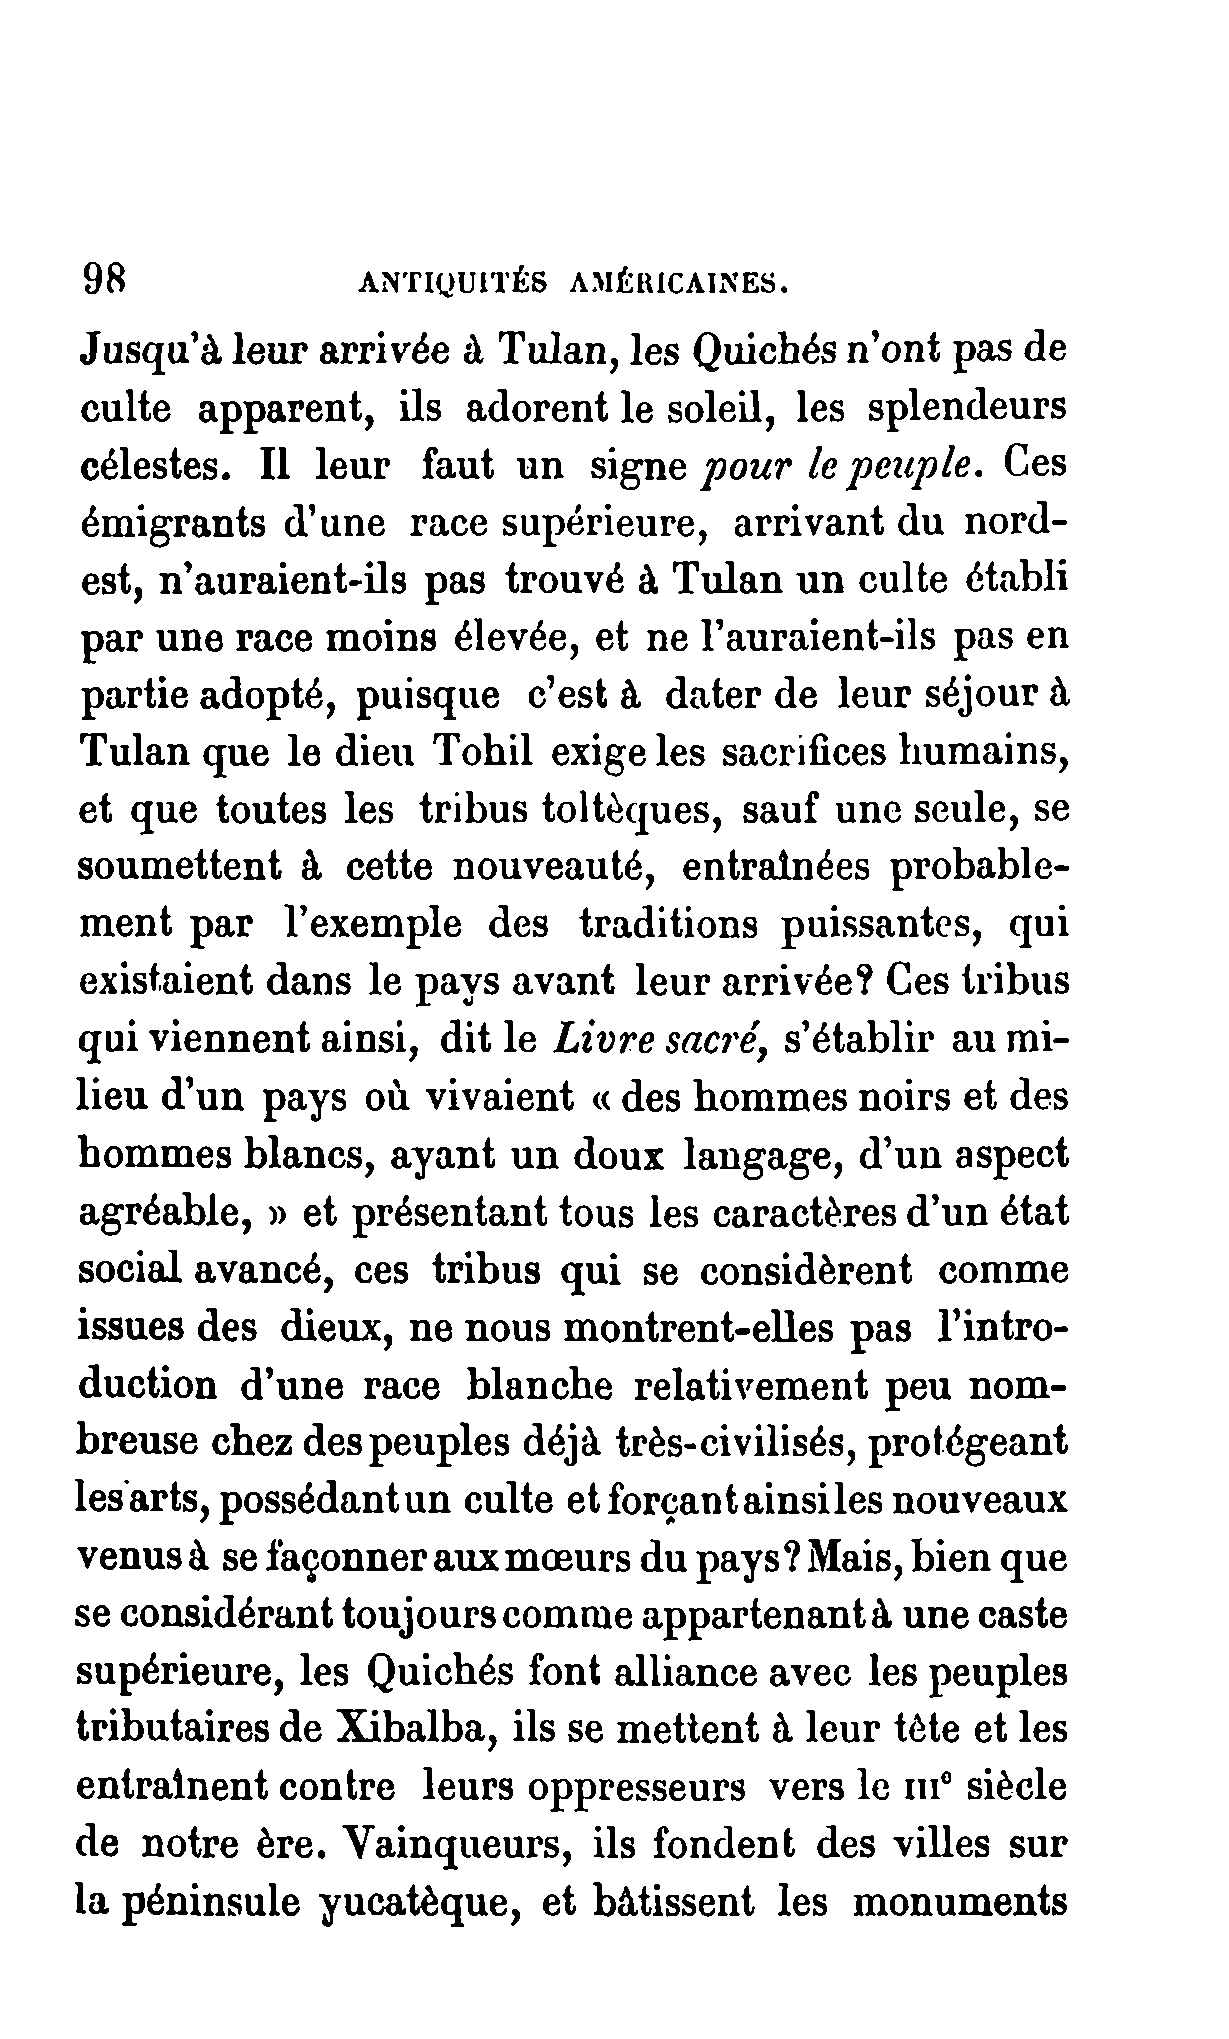 98 ANTIQUITÉS AMÉRICAINES.
Jusqu'à leur arrivée à Tulan, les Quichés n'ont pas de
culte apparent, ils adorent le soleil, les splendeurs
célestes. Il leur faut un signe pour le peuple. Ces
émigrants d'une race supérieure, arrivant du nord-
est, n'auraient-ils pas trouvé à Tulan un culte établi
par une race moins élevée, et ne l'auraient-ils pas en
partie adopté, puisque c'est à dater de leur séjour à
Tulan que le dieu Tohil exige les sacrifices humains,
et que toutes les tribus toltèques, sauf une seule, se
soumettent à cette nouveauté, entraînées probable-
ment par l'exemple des traditions puissantes, qui
existaient dans le pays avant leur arrivée? Ces tribus
qui viennent ainsi, dit le Livre sacré, s'établir au mi-
lieu d'un pays où vivaient « des hommes noirs et des
hommes blancs, ayant un doux langage, d'un aspect
agréable, » et présentant tous les caractères d'un état
social avancé, ces tribus qui se considèrent comme
issues des dieux, ne nous montrent-elles pas l'intro-
duction d'une race blanche relativement peu nom-
breuse chez des peuples déjà très-civilisés, protégeant
les arts, possédant un culte et forçant ainsi les nouveaux
venus à se façonner aux mœurs du pays? Mais, bien que
se considérant toujours comme appartenant à une caste
supérieure, les Quichés font alliance avec les peuples
tributaires de Xibalba, ils se mettent à leur tête et les
entraînent contre leurs oppresseurs vers le IIIe siècle
de notre ère. Vainqueurs, ils fondent des villes sur
la péninsule yucatèque, et bâtissent les monuments